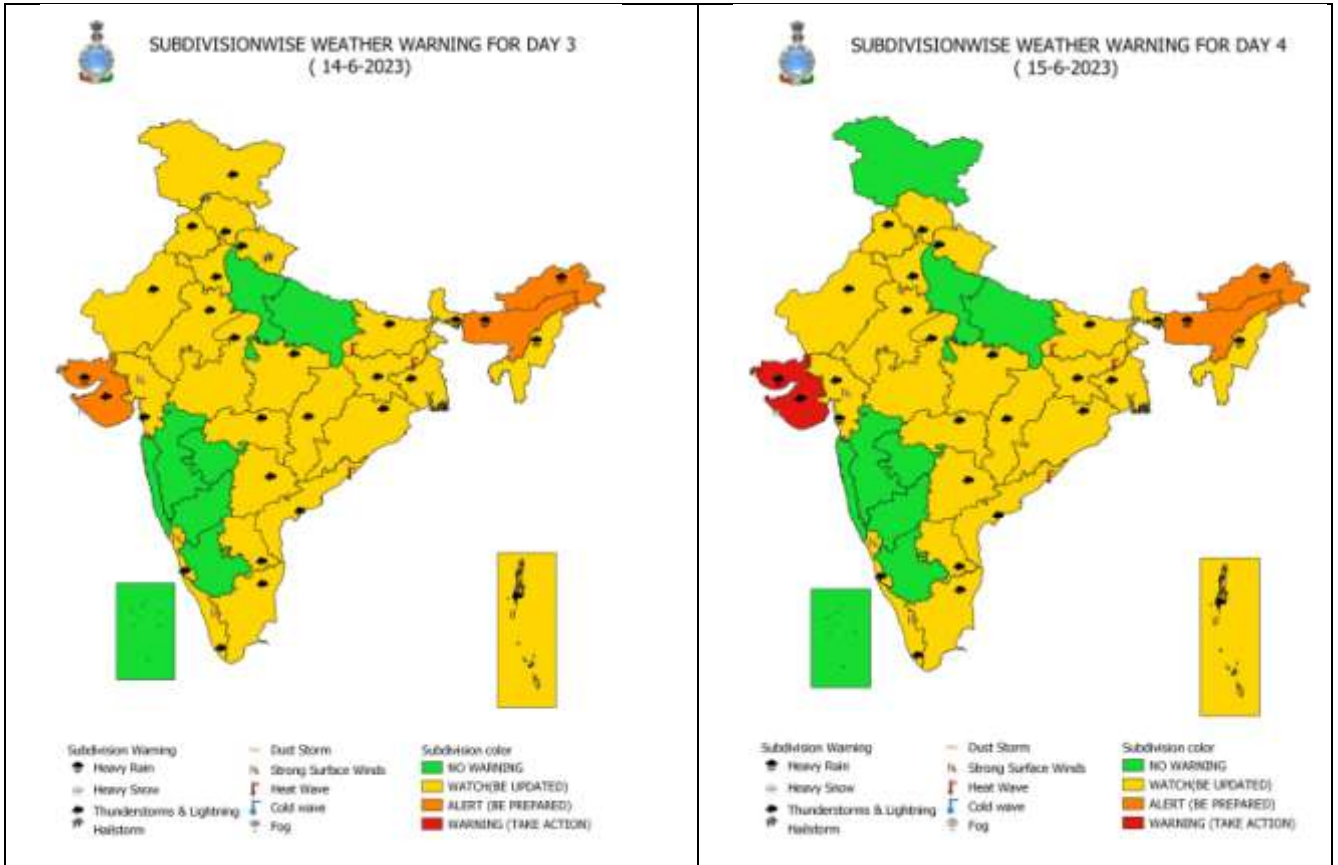 SUBDIVISIONWISE WEATHER WARNING FOR DAY 3
( 14-6-2023)
Subdivision Warning
Heavy Rain
Heavy Snow
Thunderstorms & Lightning
Hailstorm
Dust Storm
Strong Surface Winds
Heat Wave
Cold wave
Fog
Subdivision color
NO WARNING
WATCH(BE UPDATED)
ALERT (BE PREPARED)
WARNING (TAKE ACTION)
SUBDIVISIONWISE WEATHER WARNING FOR DAY 4
( 15-6-2023)
Subdivision Warning
Heavy Rain
Heavy Snow
Thunderstorms & Lightning
Hailstorm
Dust Storm
Strong Surface Winds
Heat Wave
Cold wave
Fog
Subdivision color
NO WARNING
WATCH(BE UPDATED)
ALERT (BE PREPARED)
WARNING (TAKE ACTION)